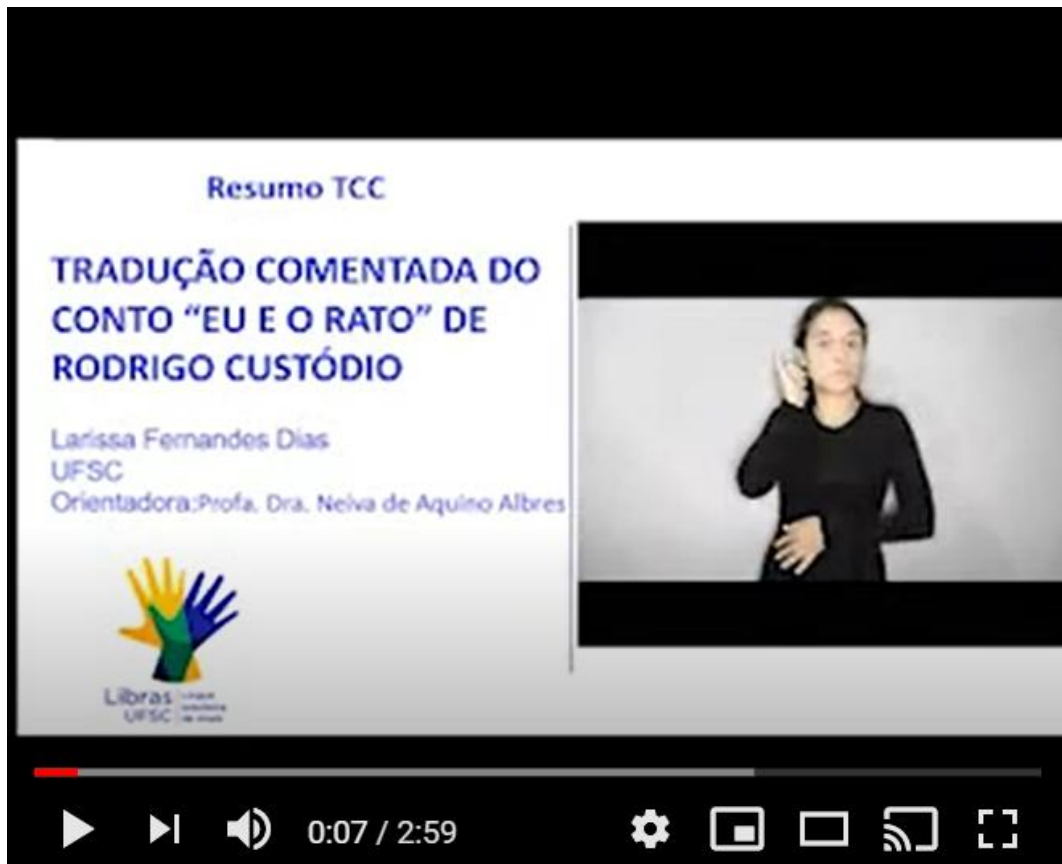 Resumo TCC
TRADUÇÃO COMENTADA DO
CONTO “EU E O RATO” DE
RODRIGO CUSTÓDIO
Larissa Fernandes Dias
UFSC
Orientadora:Profa. Dra. Neiva de Aquino Albres
Libras
UFSC
0:07 / 2:59